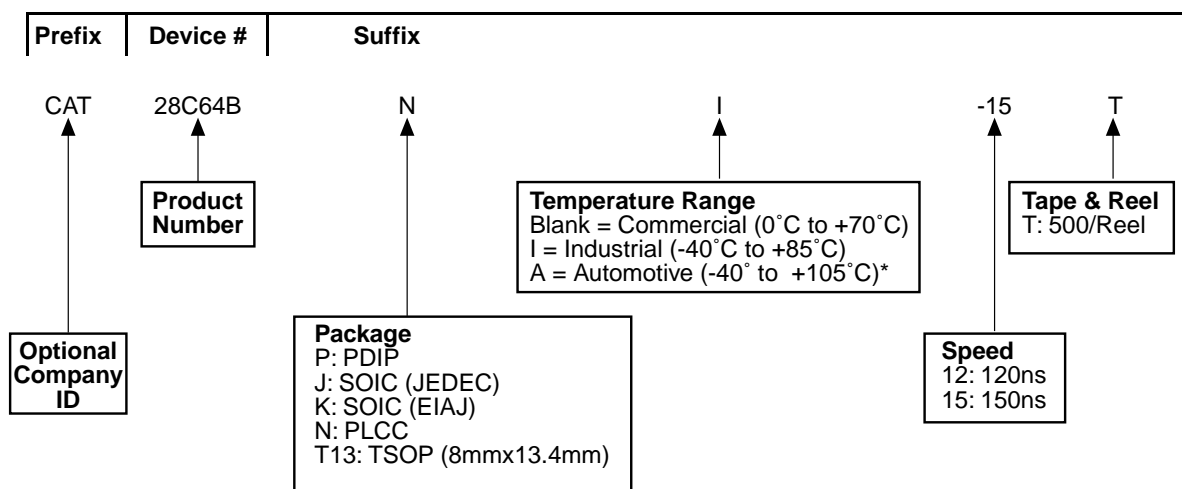 Prefix Device # Suffix
CAT 28C64B N I -15 T
Product
Number
Temperature Range
Blank = Commercial (0˚C to +70˚C)
I = Industrial (-40˚C to +85˚C)
A = Automotive (-40˚ to +105˚C)*
Tape & Reel
T: 500/Reel
Optional
Company
ID
Package
P: PDIP
J: SOIC (JEDEC)
K: SOIC (EIAJ)
N: PLCC
T13: TSOP (8mmx13.4mm)
Speed
12: 120ns
15: 150ns